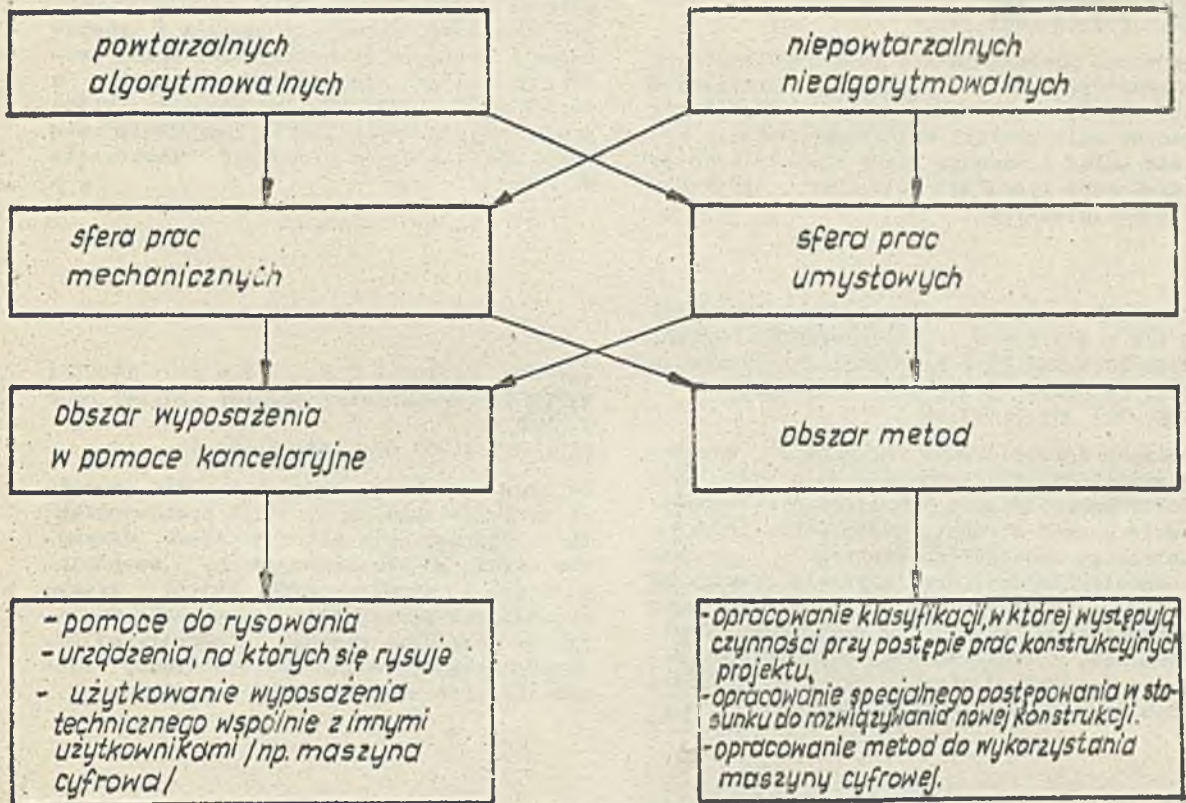 powtarzalnych
algorytmowalnych
niepowtarzalnych
niealgorytmowalnych
sfera prac
mechanicznych
sfera prac
umysłowych
obszar wyposażenia
w pomoce kancelaryjne
obszar metod
-pomoce do rysowania
-urządzenia, na których się rysuje
- użytkowanie wyposażenia
technicznego wspólnie z innymi
użytkownikami /np. maszyna
cyfrowa/
-opracowanie klasyfikacji, w której występują
czynności przy postępie prac konstrukcyjnych
projektu,
-opracowanie specjalnego postępowania w sto-
sunku do rozwiązywania nowej konstrukcji.
-opracowanie metod do wykorzystania
maszyny cyfrowej.